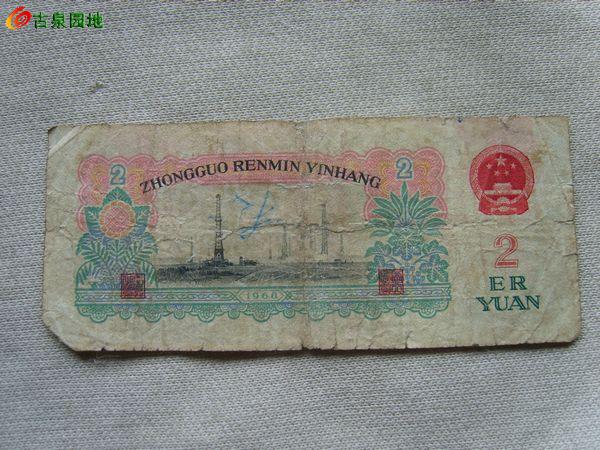 古泉园地
2 ZHONGGUO RENMIN YINHANG 2
1960
2
ER
YUAN